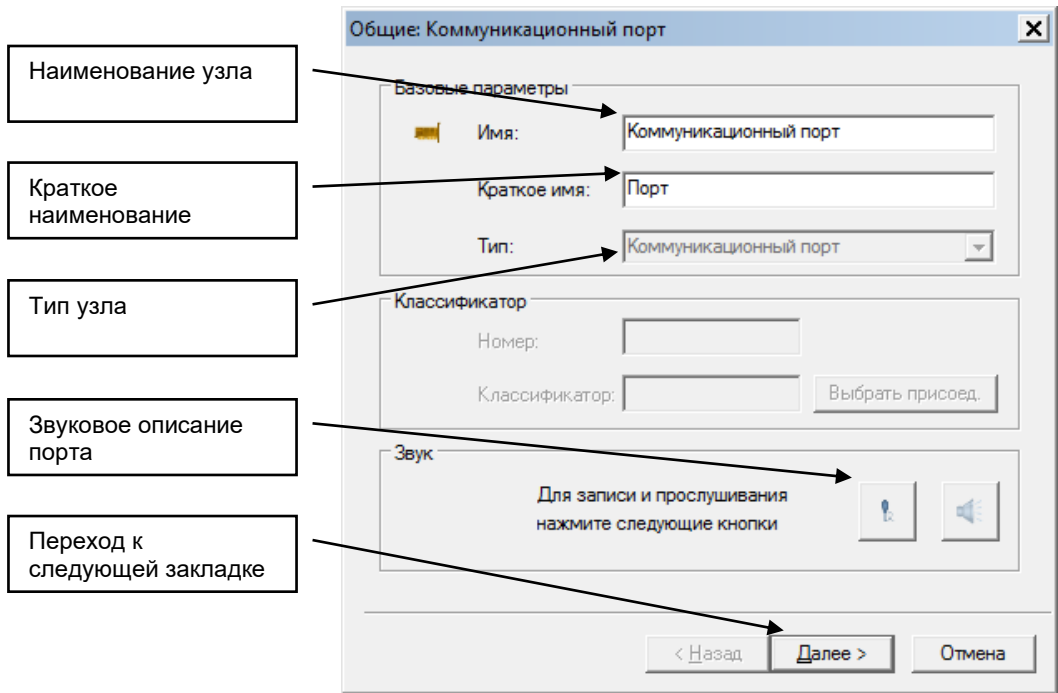 Общие: Коммуникационный порт
Наименование узла
Базовые параметры
Имя:
Коммуникационный порт
Краткое
наименование
Краткое имя:
Порт
Тип узла
Тип:
Коммуникационный порт
Классификатор
Номер:
Классификатор:
Выбрать присоед.
Звуковое описание
порта
Звук
Для записи и прослушивания
нажмите следующие кнопки
Переход к
следующей закладке
< Назад
Далее >
Отмена